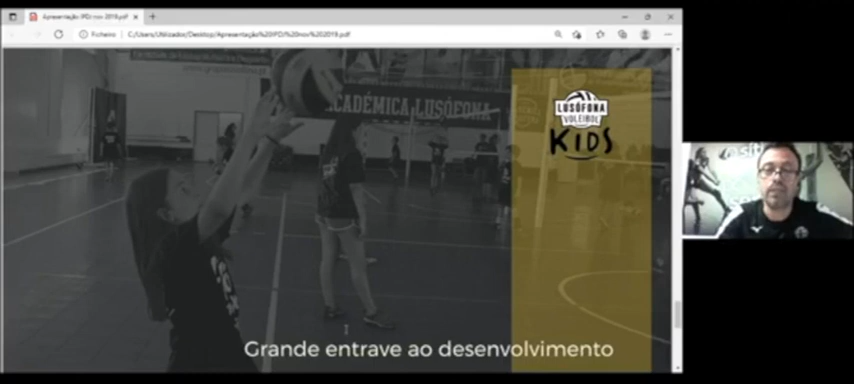 Apresentação IPDJ nov 2019.pdf
Ficheiro
C:/Users/Utilizador/Desktop/Apresentação%20IPDJ%20nov%202019.pdf
ACADÉMICA LUSÓFONA
LUSÓFONA
VOLEIBOL
KIDS
Grande entrave ao desenvolvimento